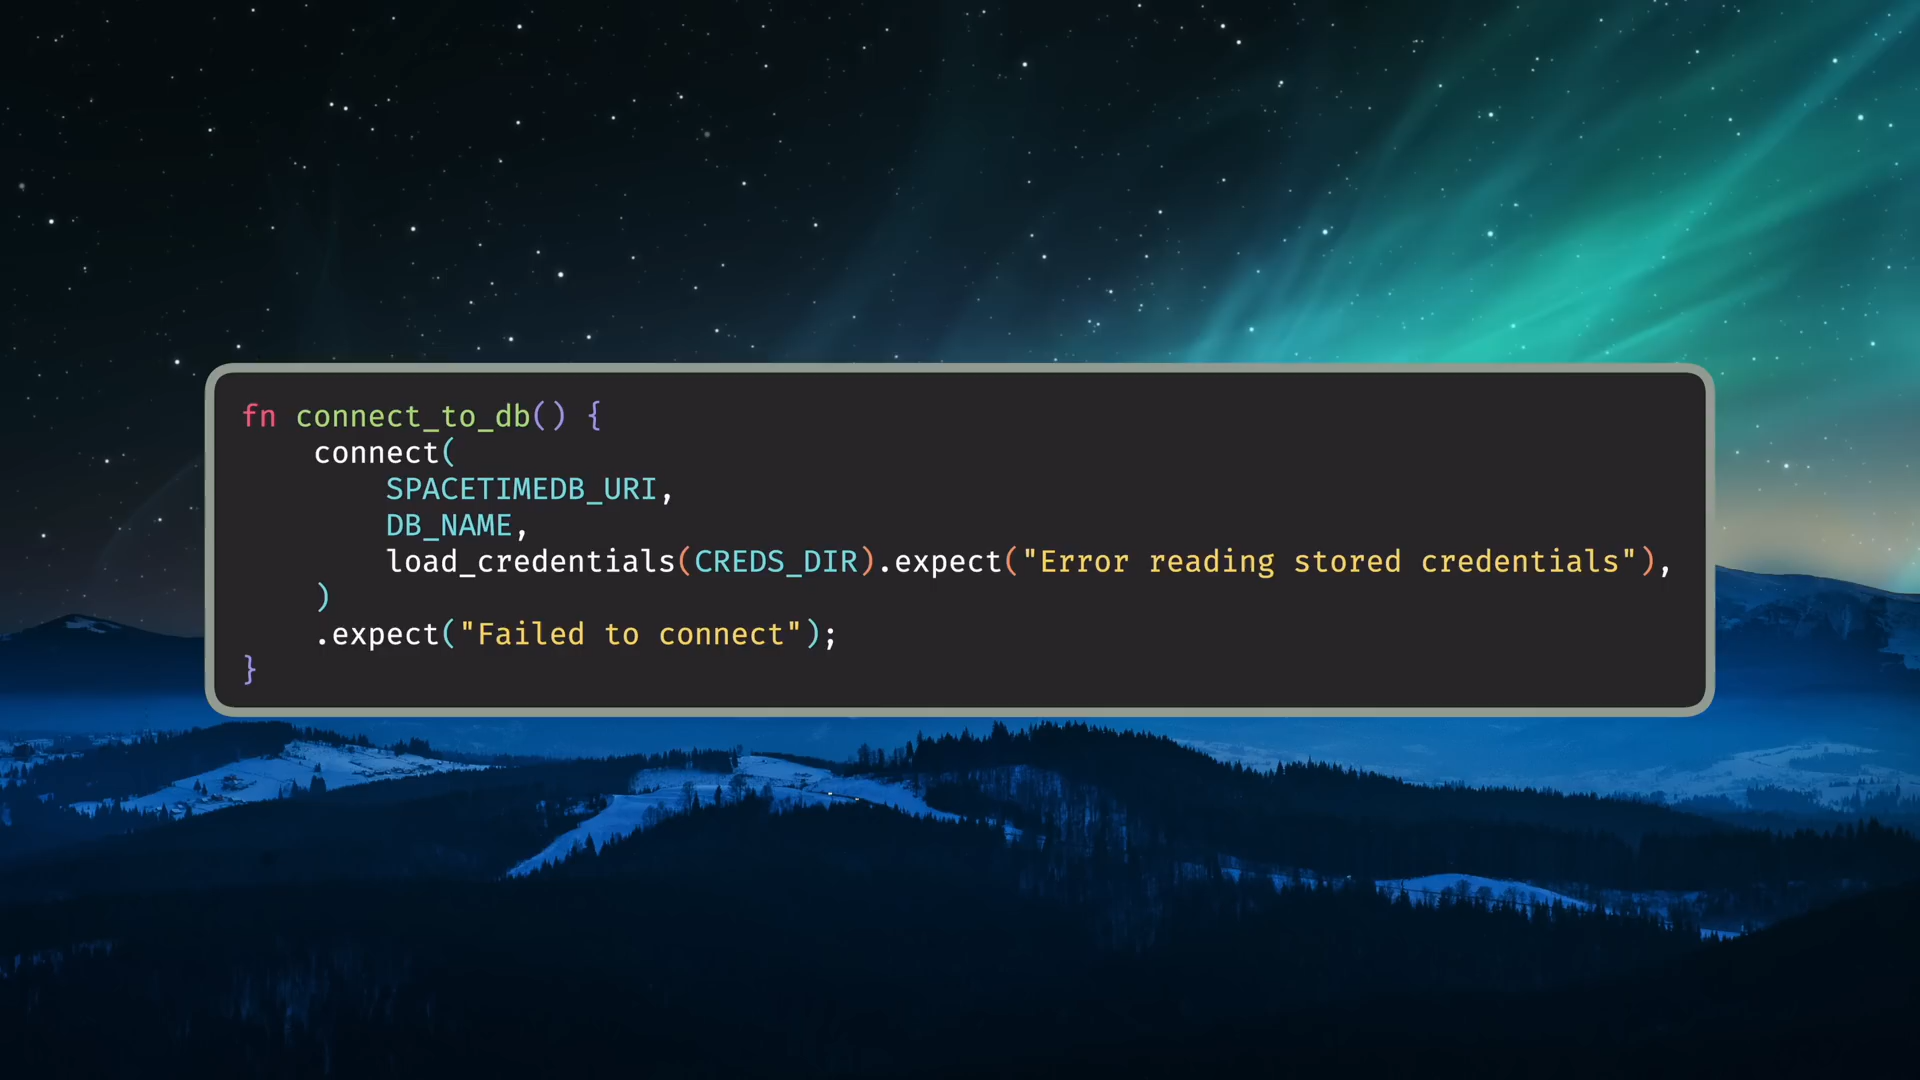 fn connect_to_db() {
    connect(
        SPACETIMEDB_URI,
        DB_NAME,
        load_credentials(CREDS_DIR).expect("Error reading stored credentials"),
    )
    .expect("Failed to connect");
}